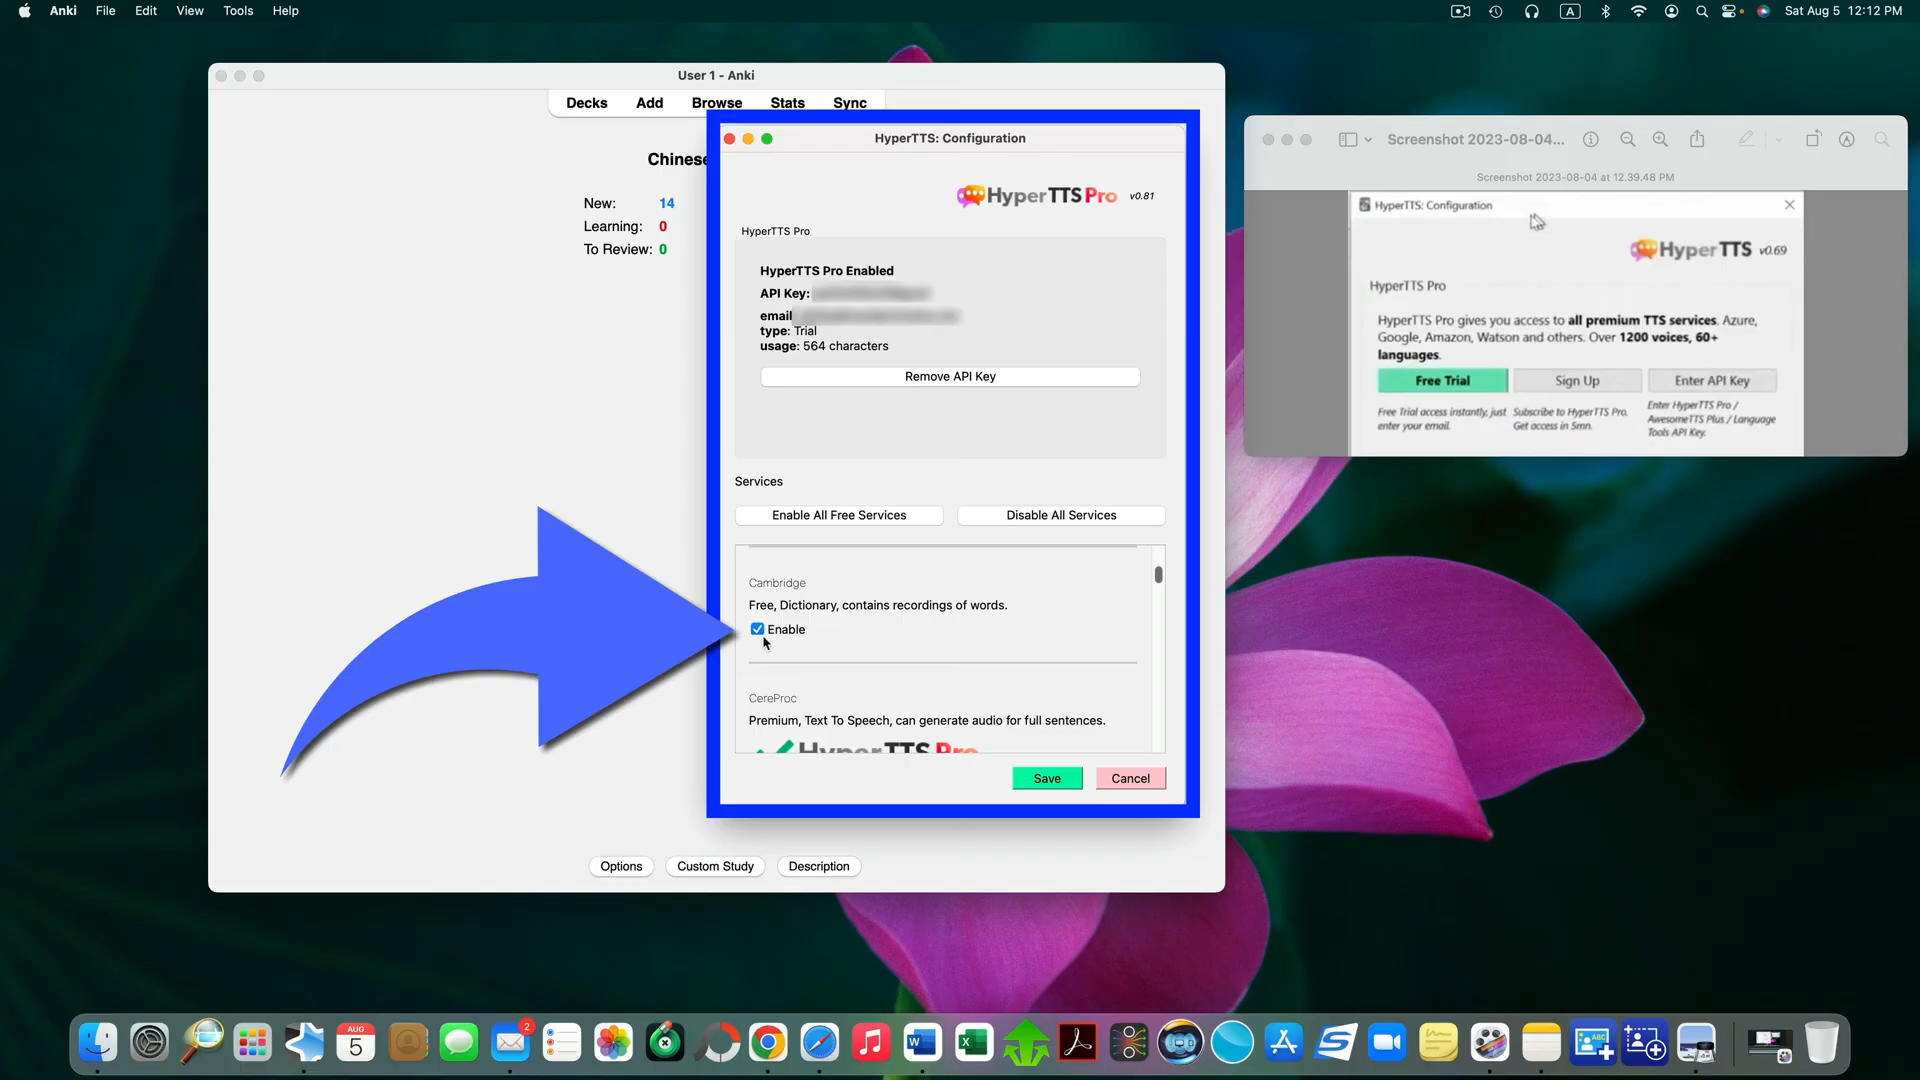 Anki File Edit View Tools Help
A Sat Aug 5 12:12 PM
User 1 - Anki
Decks Add Browse Stats Sync
Chinese
New: 14
Learning: 0
To Review: 0
HyperTTS: Configuration
HyperTTS Pro v0.81
HyperTTS Pro
HyperTTS Pro Enabled
API Key:
email
type: Trial
usage: 564 characters
Remove API Key
Services
Enable All Free Services Disable All Services
Cambridge
Free, Dictionary, contains recordings of words.
Enable
CereProc
Premium, Text To Speech, can generate audio for full sentences.
HyperTTS Pro
Save Cancel
Options Custom Study Description
Screenshot 2023-08-04...
Screenshot 2023-08-04 at 12.39.48 PM
HyperTTS: Configuration
HyperTTS v0.69
HyperTTS Pro
HyperTTS Pro gives you access to all premium TTS services. Azure,
Google, Amazon, Watson and others. Over 1200 voices, 60+
languages.
Free Trial Sign Up Enter API Key
Free Trial access instantly, just
enter your email.
Subscribe to HyperTTS Pro.
Get access in 5mn.
Enter HyperTTS Pro /
AwesomeTTS Plus / Language
Tools API Key.
AUG
5
2
W
X
S
ABC